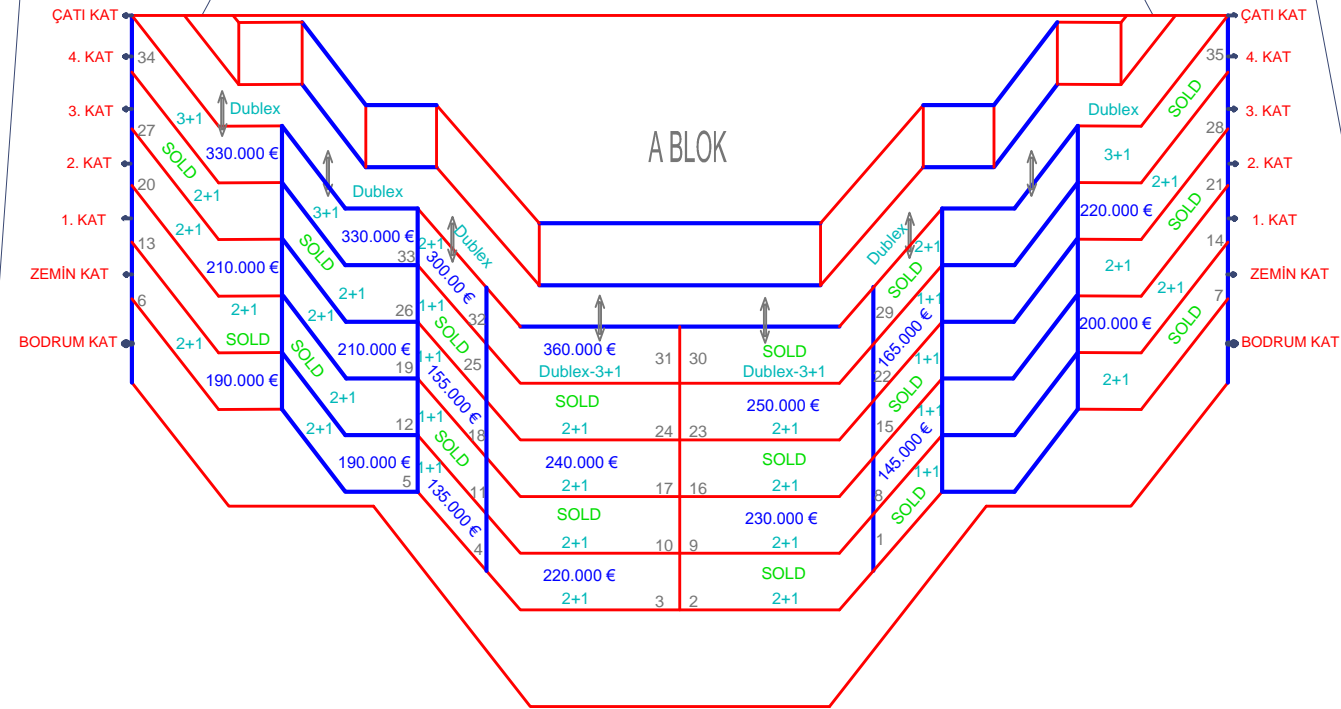 ÇATI KAT
4. KAT
3. KAT
2. KAT
1. KAT
ZEMİN KAT
BODRUM KAT
34
27
20
13
6
Dublex
3+1
330.000 €
SOLD
2+1
2+1
210.000 €
2+1
SOLD
2+1
190.000 €
2+1
Dublex
3+1
330.000 €
33
SOLD
2+1
26
2+1
210.000 €
19
SOLD
2+1
12
2+1
190.000 €
5
Dublex
2+1
300.00 €
32
1+1
SOLD
25
1+1
155.000 €
18
1+1
SOLD
11
1+1
135.000 €
4
A BLOK
360.000 €
Dublex-3+1
31
30
SOLD
Dublex-3+1
SOLD
2+1
24
23
250.000 €
2+1
240.000 €
2+1
17
16
SOLD
2+1
SOLD
2+1
10
9
230.000 €
2+1
220.000 €
2+1
3
2
SOLD
2+1
Dublex
2+1
SOLD
29
1+1
165.000 €
22
1+1
SOLD
15
1+1
145.000 €
8
1+1
SOLD
1
Dublex
SOLD
3+1
2+1
220.000 €
SOLD
2+1
2+1
200.000 €
SOLD
2+1
35
28
21
14
7
ÇATI KAT
4. KAT
3. KAT
2. KAT
1. KAT
ZEMİN KAT
BODRUM KAT